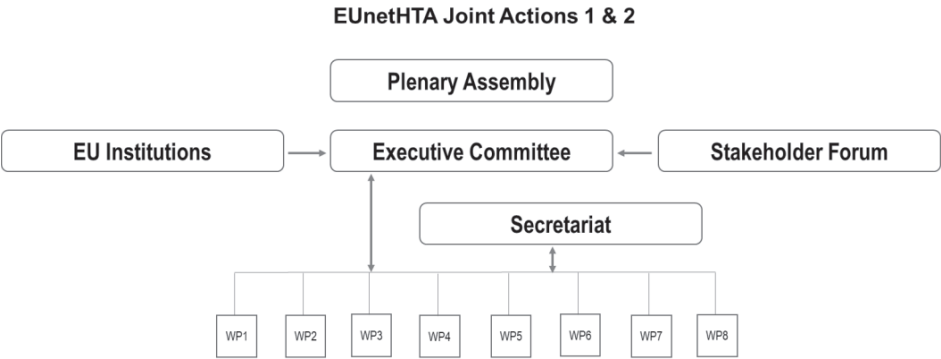 EUnetHTA Joint Actions 1 & 2
Plenary Assembly
EU Institutions
Executive Committee
Stakeholder Forum
Secretariat
WP1
WP2
WP3
WP4
WP5
WP6
WP7
WP8